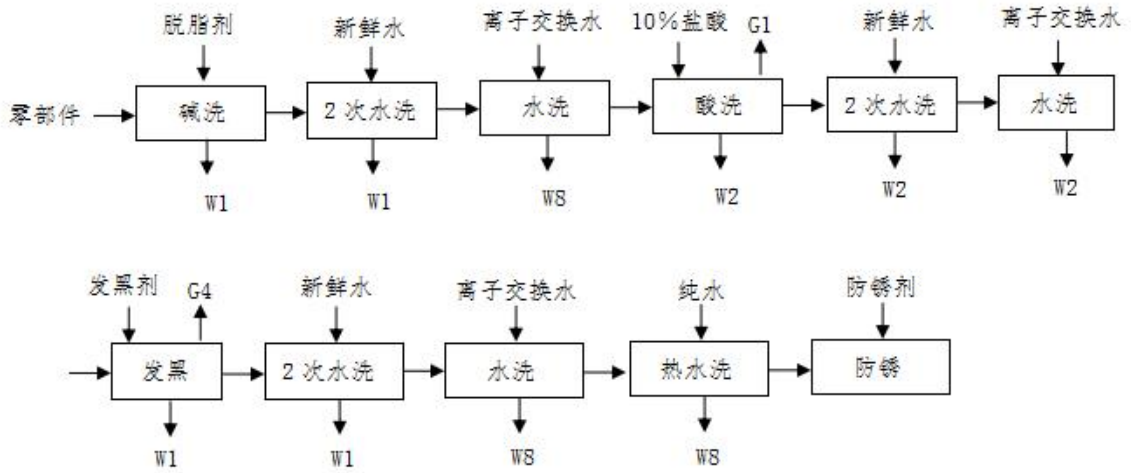 脱脂剂 新鲜水 离子交换水 10%盐酸 G1 新鲜水 离子交换水
零部件 碱洗 2次水洗 水洗 酸洗 2次水洗 水洗
W1 W1 W8 W2 W2 W2
发黑剂 G4 新鲜水 离子交换水 纯水 防锈剂
发黑 2次水洗 水洗 热水洗 防锈
W1 W1 W8 W8